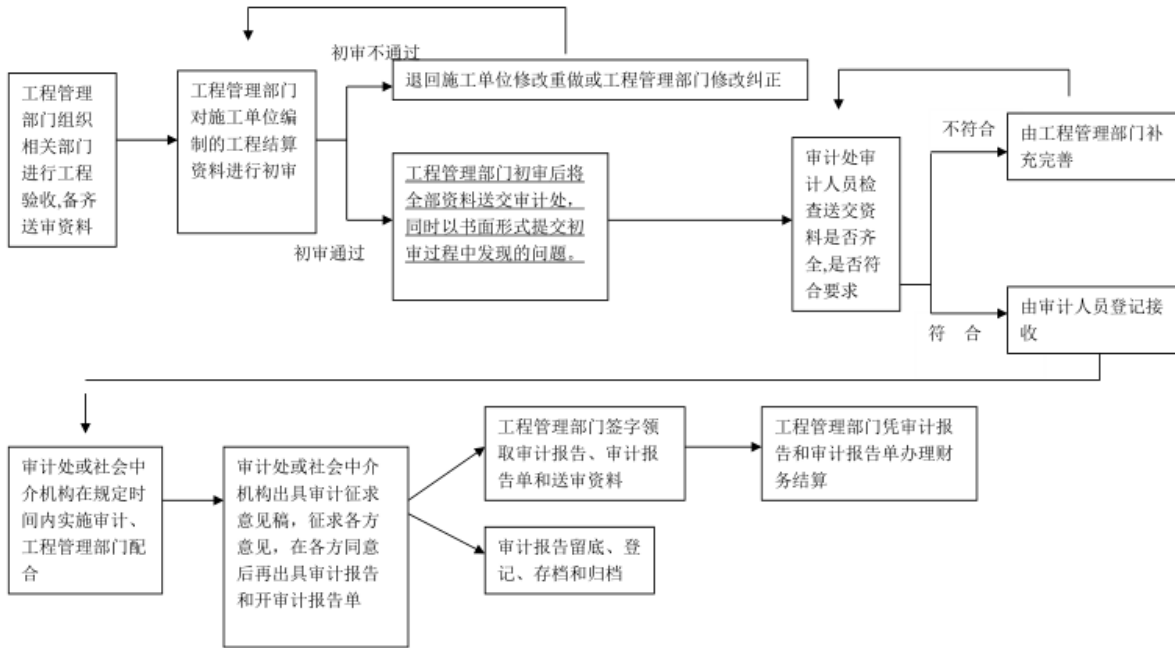 工程管理
部门组织
相关部门
进行工程
验收,备齐
送审资料
工程管理部门
对施工单位编
制的工程结算
资料进行初审
初审不通过
退回施工单位修改重做或工程管理部门修改纠正
初审通过
工程管理部门初审后将
全部资料送交审计处，
同时以书面形式提交初
审过程中发现的问题。
审计处审
计人员检
查送交资
料是否齐
全,是否符
合要求
不符合
由工程管理部门补
充完善
符 合
由审计人员登记接
收
审计处或社会中
介机构在规定时
间内实施审计、
工程管理部门配
合
审计处或社会中介
机构出具审计征求
意见稿，征求各方
意见，在各方同意
后再出具审计报告
和开审计报告单
工程管理部门签字领
取审计报告、审计报
告单和送审资料
工程管理部门凭审计报
告和审计报告单办理财
务结算
审计报告留底、登
记、存档和归档